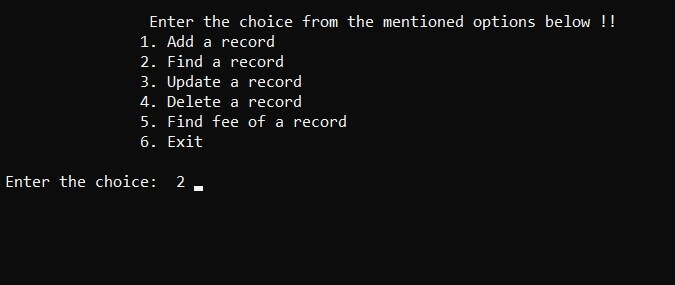 Enter the choice from the mentioned options below !!
1. Add a record
2. Find a record
3. Update a record
4. Delete a record
5. Find fee of a record
6. Exit
Enter the choice:  2